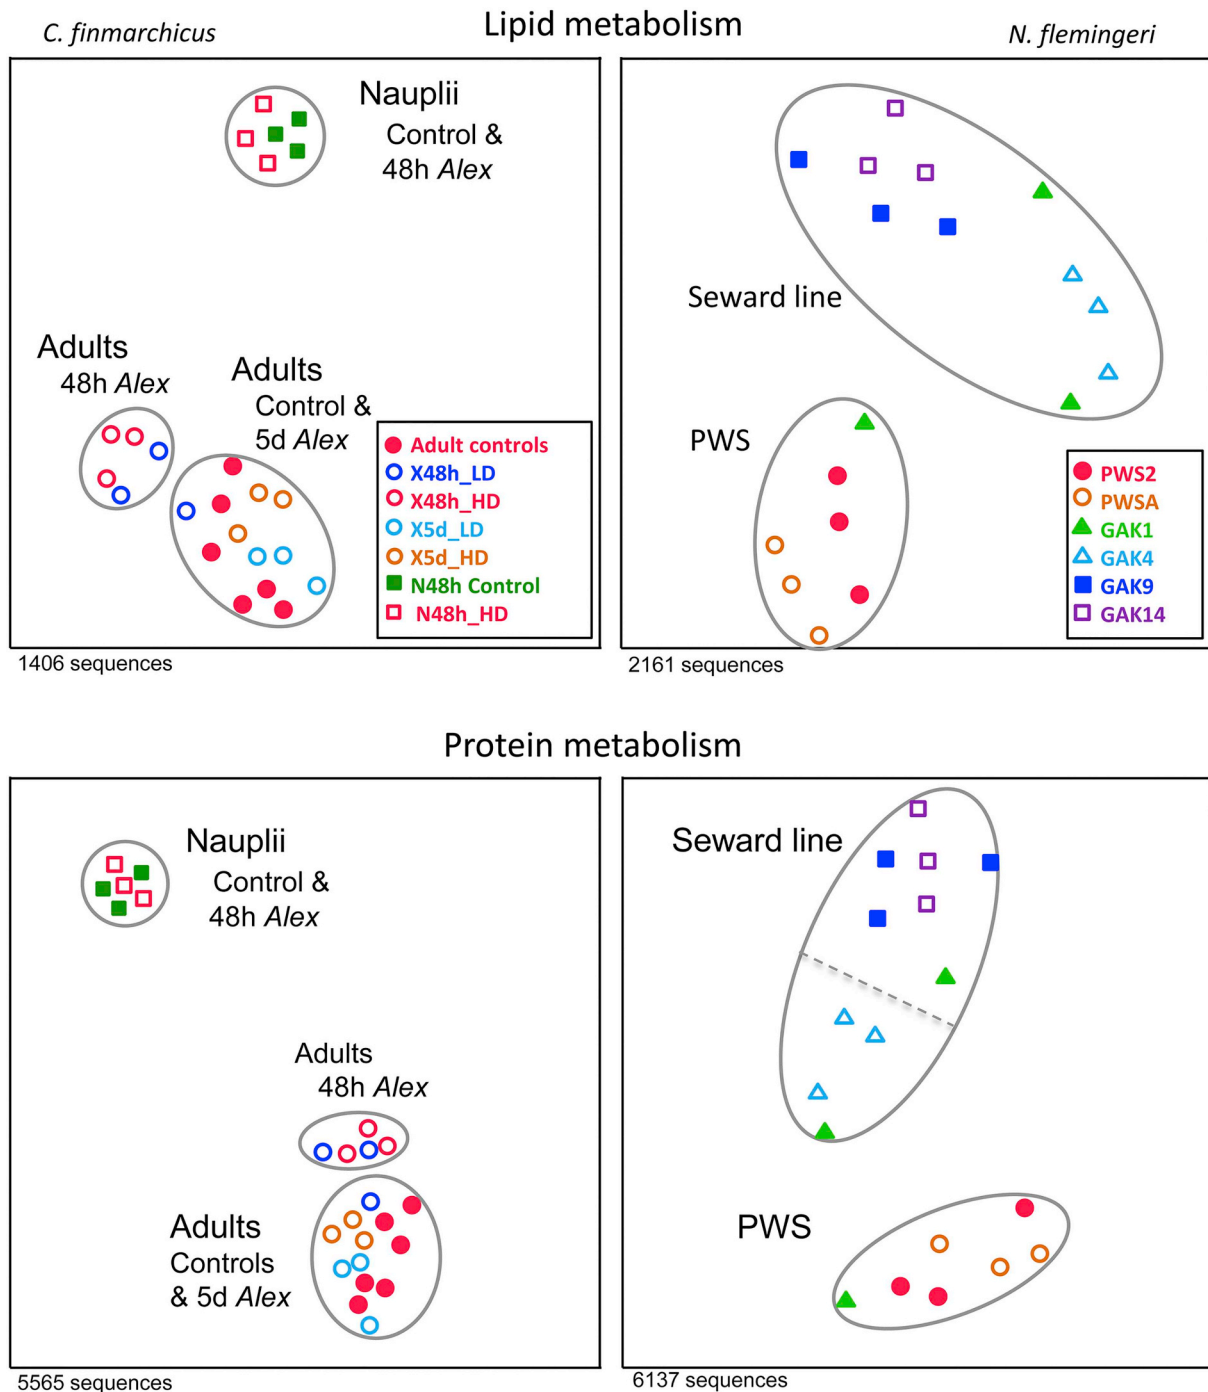 C. finmarchicus
Lipid metabolism
N. flemingeri
Nauplii
Control &
48h Alex
Adults
48h Alex
Adults
Control &
5d Alex
Adult controls
X48h_LD
X48h_HD
X5d_LD
X5d_HD
N48h Control
N48h_HD
1406 sequences
Seward line
PWS
PWS2
PWSA
GAK1
GAK4
GAK9
GAK14
2161 sequences
Protein metabolism
Nauplii
Control &
48h Alex
Adults
48h Alex
Adults
Controls
& 5d Alex
5565 sequences
Seward line
PWS
6137 sequences